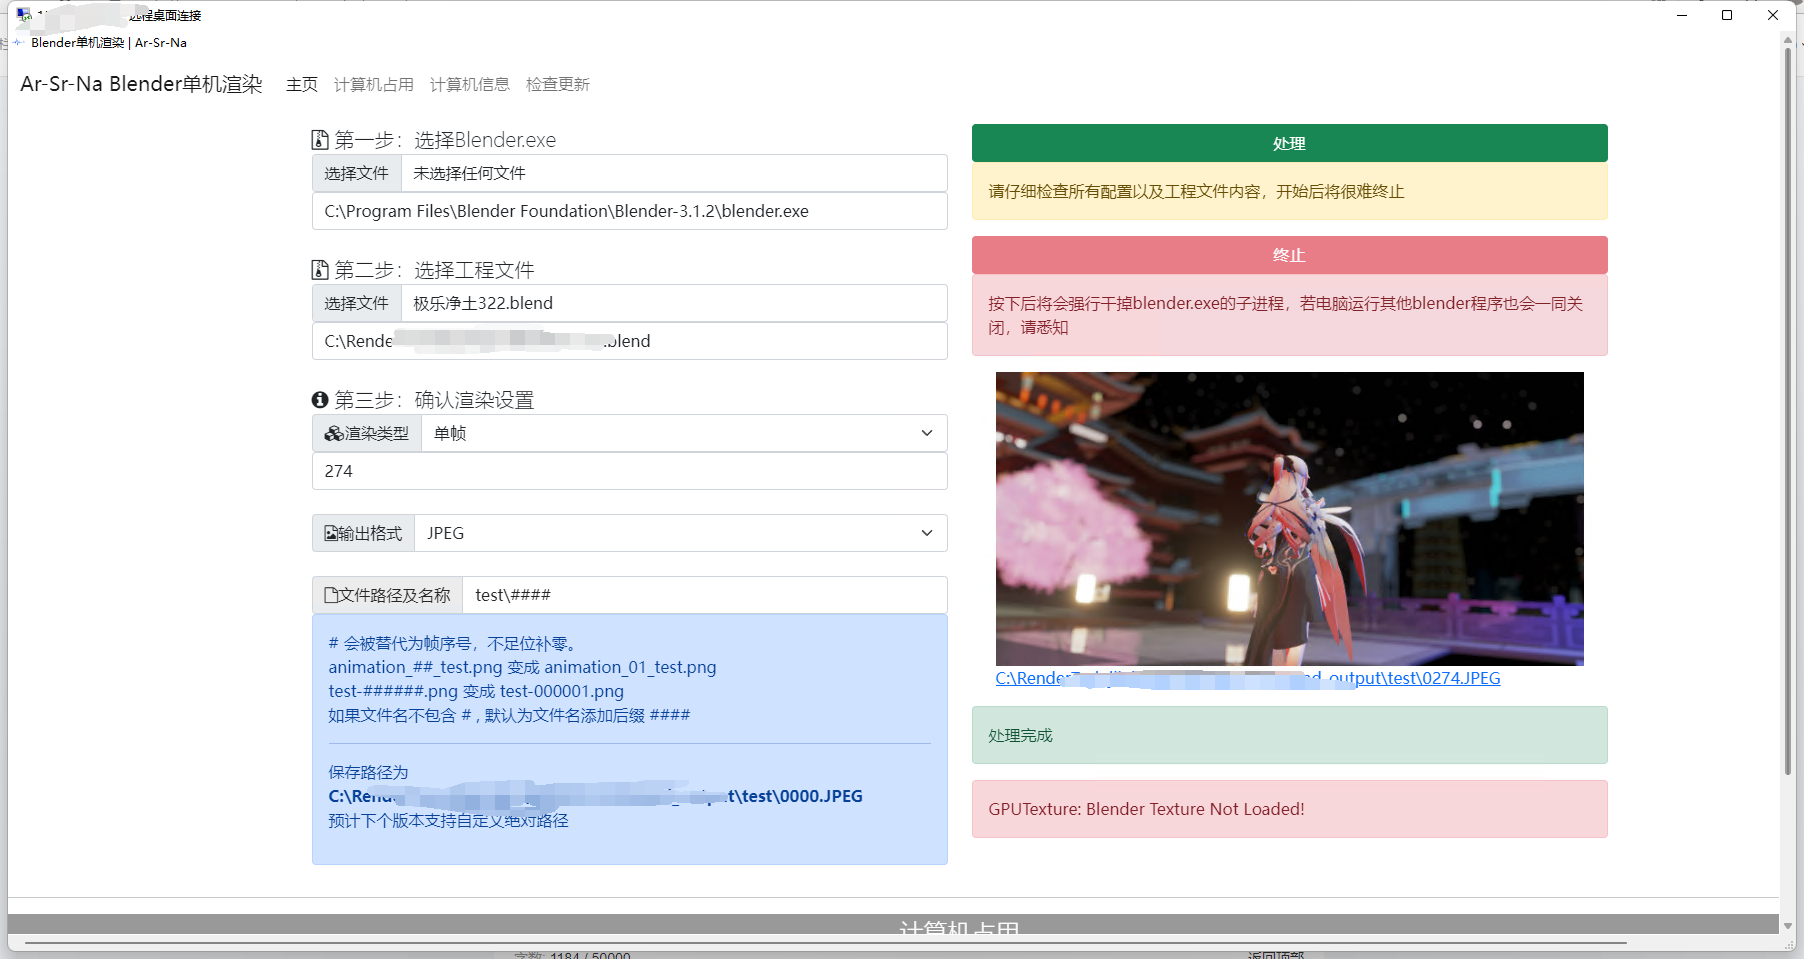 远程桌面连接
Blender单机渲染 | Ar-Sr-Na
Ar-Sr-Na Blender单机渲染 主页 计算机占用 计算机信息 检查更新
第一步：选择Blender.exe
选择文件 未选择任何文件
C:\Program Files\Blender Foundation\Blender-3.1.2\blender.exe
第二步：选择工程文件
选择文件 极乐净土322.blend
C:\Rende .blend
第三步：确认渲染设置
渲染类型 单帧
274
输出格式 JPEG
文件路径及名称 test\####
# 会被替代为帧序号，不足位补零。
animation_##_test.png 变成 animation_01_test.png
test-######.png 变成 test-000001.png
如果文件名不包含 # , 默认为文件名添加后缀 ####
保存路径为
C:\Rend t\test\0000.JPEG
预计下个版本支持自定义绝对路径
处理
请仔细检查所有配置以及工程文件内容，开始后将很难终止
终止
按下后将会强行干掉blender.exe的子进程，若电脑运行其他blender程序也会一同关
闭，请悉知
C:\Render output\test\0274.JPEG
处理完成
GPUTexture: Blender Texture Not Loaded!
计算机占用
字数: 1184 / 50000
返回顶部